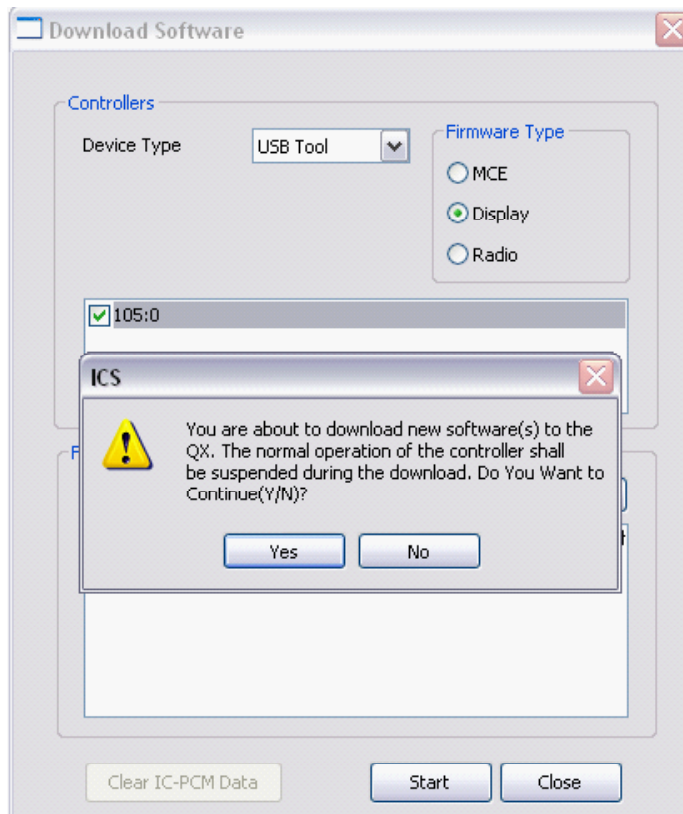 Download Software
Controllers
Device Type
USB Tool
Firmware Type
MCE
Display
Radio
105:0
ICS
You are about to download new software(s) to the
QX. The normal operation of the controller shall
be suspended during the download. Do You Want to
Continue(Y/N)?
Yes
No
Clear IC-PCM Data
Start
Close